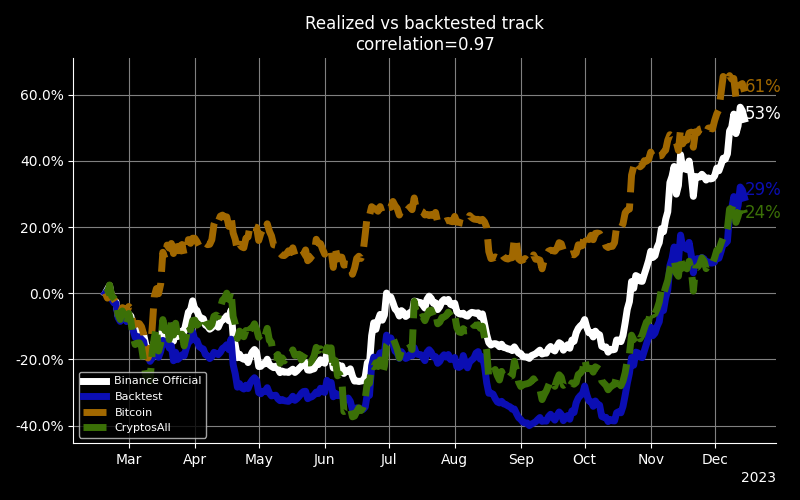 Realized vs backtested track
correlation=0.97
60.0%
40.0%
20.0%
0.0%
-20.0%
-40.0%
61%
53%
29%
24%
Binance Official
Backtest
Bitcoin
CryptosAll
Mar Apr May Jun Jul Aug Sep Oct Nov Dec
2023